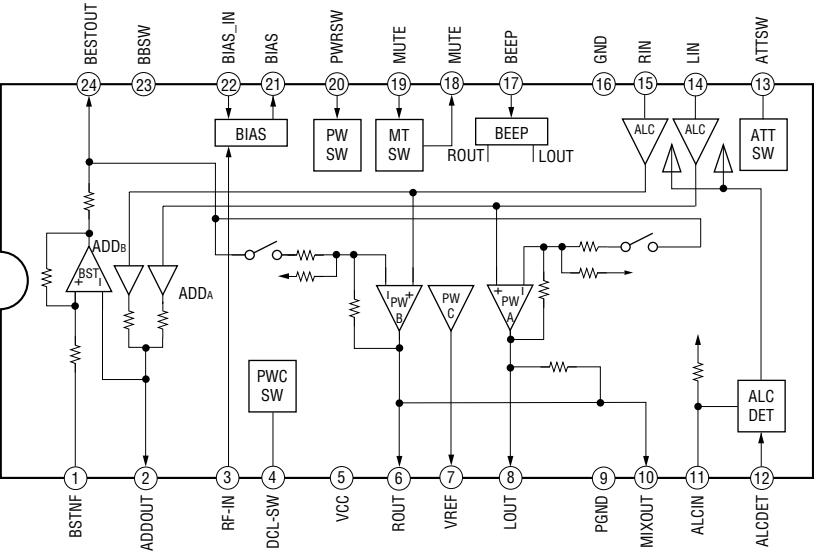 BESTOUT
BBSW
BIAS_IN
BIAS
PWRSW
MUTE
MUTE
BEEP
GND
RIN
LIN
ATTSW
24
23
22
21
20
19
18
17
16
15
14
13
BIAS
PW
SW
MT
SW
BEEP
ROUT
LOUT
ALC
ALC
ATT
SW
ADDB
BST
+
I
ADDA
I
+
PW
B
PW
C
+
I
PW
A
PWC
SW
ALC
DET
1
2
3
4
5
6
7
8
9
10
11
12
BSTNF
ADDOUT
RF-IN
DCL-SW
VCC
ROUT
VREF
LOUT
PGND
MIXOUT
ALCIN
ALCDET